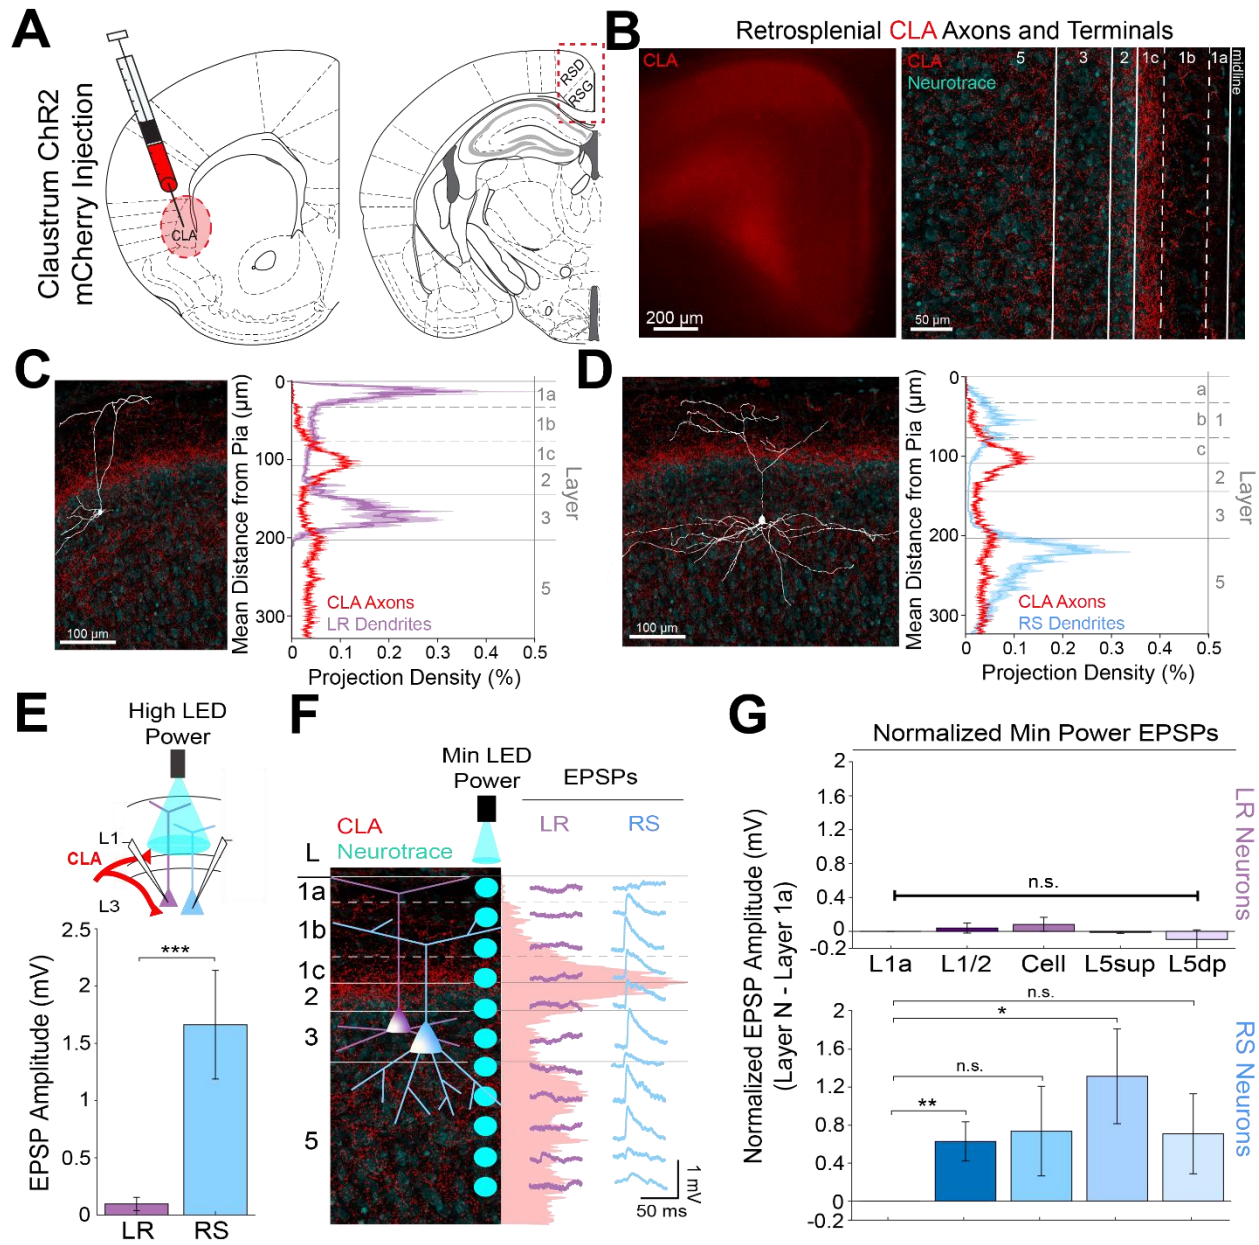 A
Claustrum ChR2
mCherry Injection
CLA
RSD
RSG
B
Retrosplenial CLA Axons and Terminals
CLA
200 µm
CLA
Neurotrace
5
3
2
1c
1b
1a
midline
50 µm
C
100 µm
Mean Distance from Pia (µm)
0
100
200
300
1a
1b
1c
2
3
5
Layer
CLA Axons
LR Dendrites
0
0.1
0.2
0.3
0.4
0.5
Projection Density (%)
D
100 µm
Mean Distance from Pia (µm)
0
100
200
300
a
b
1
c
2
3
5
Layer
CLA Axons
RS Dendrites
0
0.1
0.2
0.3
0.4
0.5
Projection Density (%)
E
High LED
Power
L1
CLA
L3
EPSP Amplitude (mV)
2.5
2
1.5
1
0.5
0
***
LR
RS
F
Min LED
Power
EPSPs
CLA
Neurotrace
LR
RS
L
1a
1b
1c
2
3
5
1 mV
50 ms
G
Normalized Min Power EPSPs
Normalized EPSP Amplitude (mV)
(Layer N - Layer 1a)
2
1.6
1.2
0.8
0.4
0
-0.2
n.s.
L1a
L1/2
Cell
L5sup
L5dp
LR Neurons
2
1.6
1.2
0.8
0.4
0
-0.2
n.s.
*
n.s.
**
RS Neurons